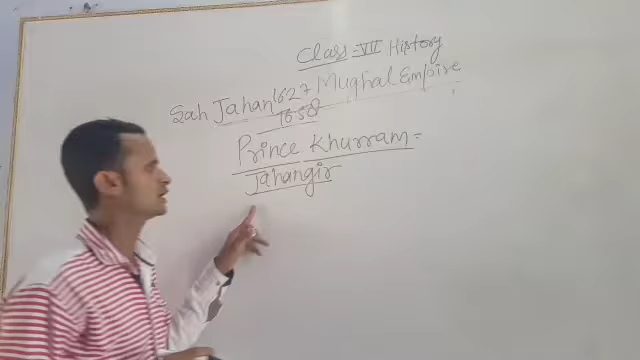 Class - VII History
Sah Jahan 1627 Mughal Empire
1658
Prince Khurram =
Jahangir